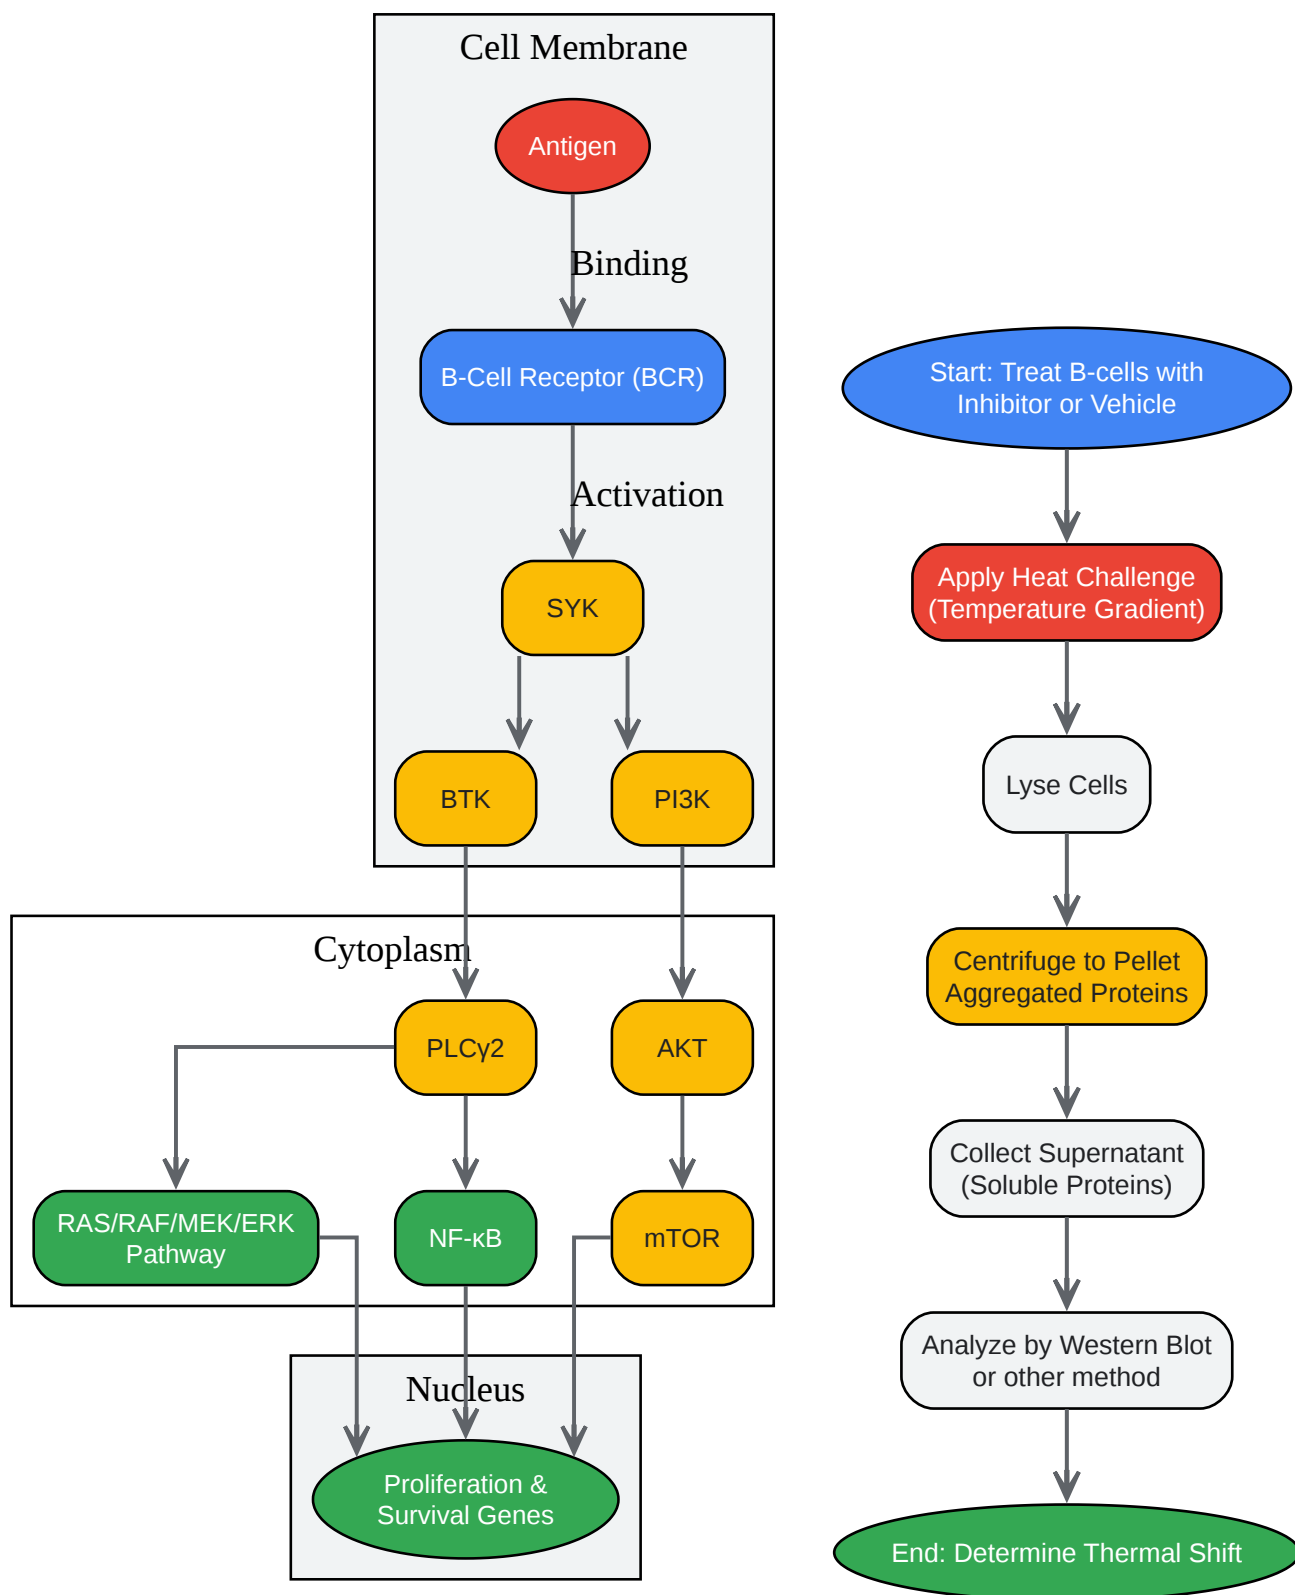 Cell Membrane
Antigen
Binding
B-Cell Receptor (BCR)
Activation
SYK
BTK
PI3K
Cytoplasm
PLCγ2
AKT
RAS/RAF/MEK/ERK
Pathway
NF-κB
mTOR
Nucleus
Proliferation &
Survival Genes
Start: Treat B-cells with
Inhibitor or Vehicle
Apply Heat Challenge
(Temperature Gradient)
Lyse Cells
Centrifuge to Pellet
Aggregated Proteins
Collect Supernatant
(Soluble Proteins)
Analyze by Western Blot
or other method
End: Determine Thermal Shift